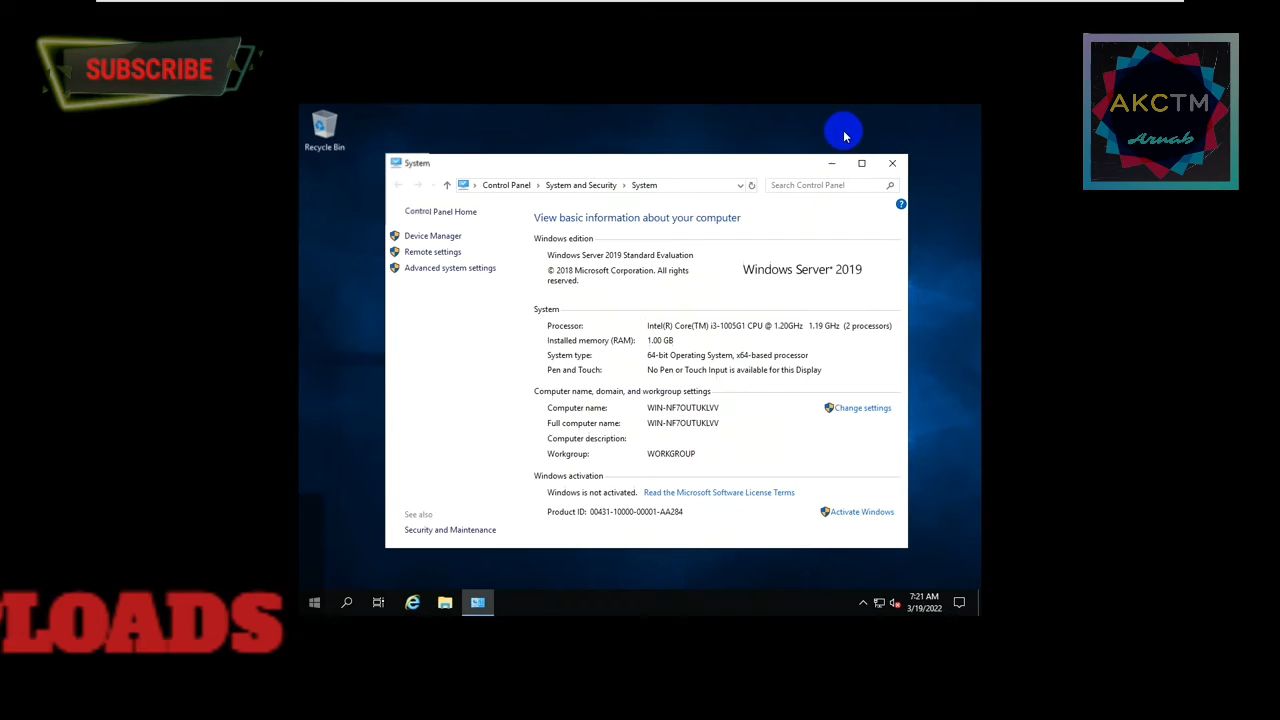 SUBSCRIBE
AKCTM
Arnab
Recycle Bin
System
Control Panel > System and Security > System
Search Control Panel
Control Panel Home
Device Manager
Remote settings
Advanced system settings
See also
Security and Maintenance
View basic information about your computer
Windows edition
Windows Server 2019 Standard Evaluation
© 2018 Microsoft Corporation. All rights
reserved.
Windows Server® 2019
System
Processor: Intel(R) Core(TM) i3-1005G1 CPU @ 1.20GHz 1.19 GHz (2 processors)
Installed memory (RAM): 1.00 GB
System type: 64-bit Operating System, x64-based processor
Pen and Touch: No Pen or Touch Input is available for this Display
Computer name, domain, and workgroup settings
Computer name: WIN-NF7OUTUKLVV
Change settings
Full computer name: WIN-NF7OUTUKLVV
Computer description:
Workgroup: WORKGROUP
Windows activation
Windows is not activated. Read the Microsoft Software License Terms
Product ID: 00431-10000-00001-AA284
Activate Windows
LOADS
7:21 AM
3/19/2022